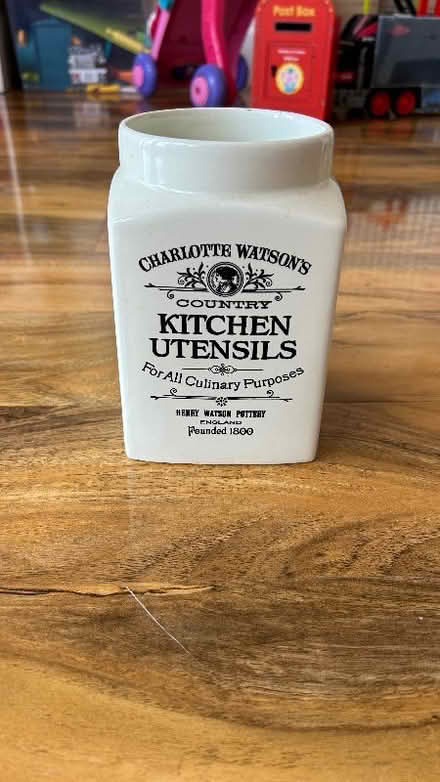 Post Box
CHARLOTTE WATSON'S
COUNTRY
KITCHEN
UTENSILS
For All Culinary Purposes
HENRY WATSON POTTERY
ENGLAND
Founded 1800